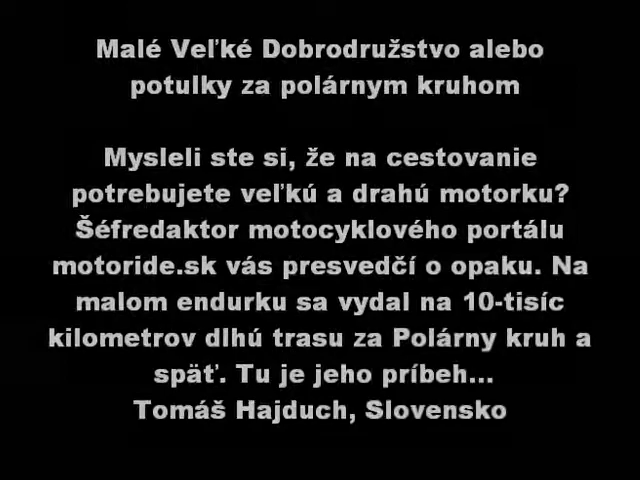 Malé Veľké Dobrodružstvo alebo
potulky za polárnym kruhom
Mysleli ste si, že na cestovanie
potrebujete veľkú a drahú motorku?
Šéfredaktor motocyklového portálu
motoride.sk vás presvedčí o opaku. Na
malom endurku sa vydal na 10-tisíc
kilometrov dlhú trasu za Polárny kruh a
späť. Tu je jeho príbeh...
Tomáš Hajduch, Slovensko